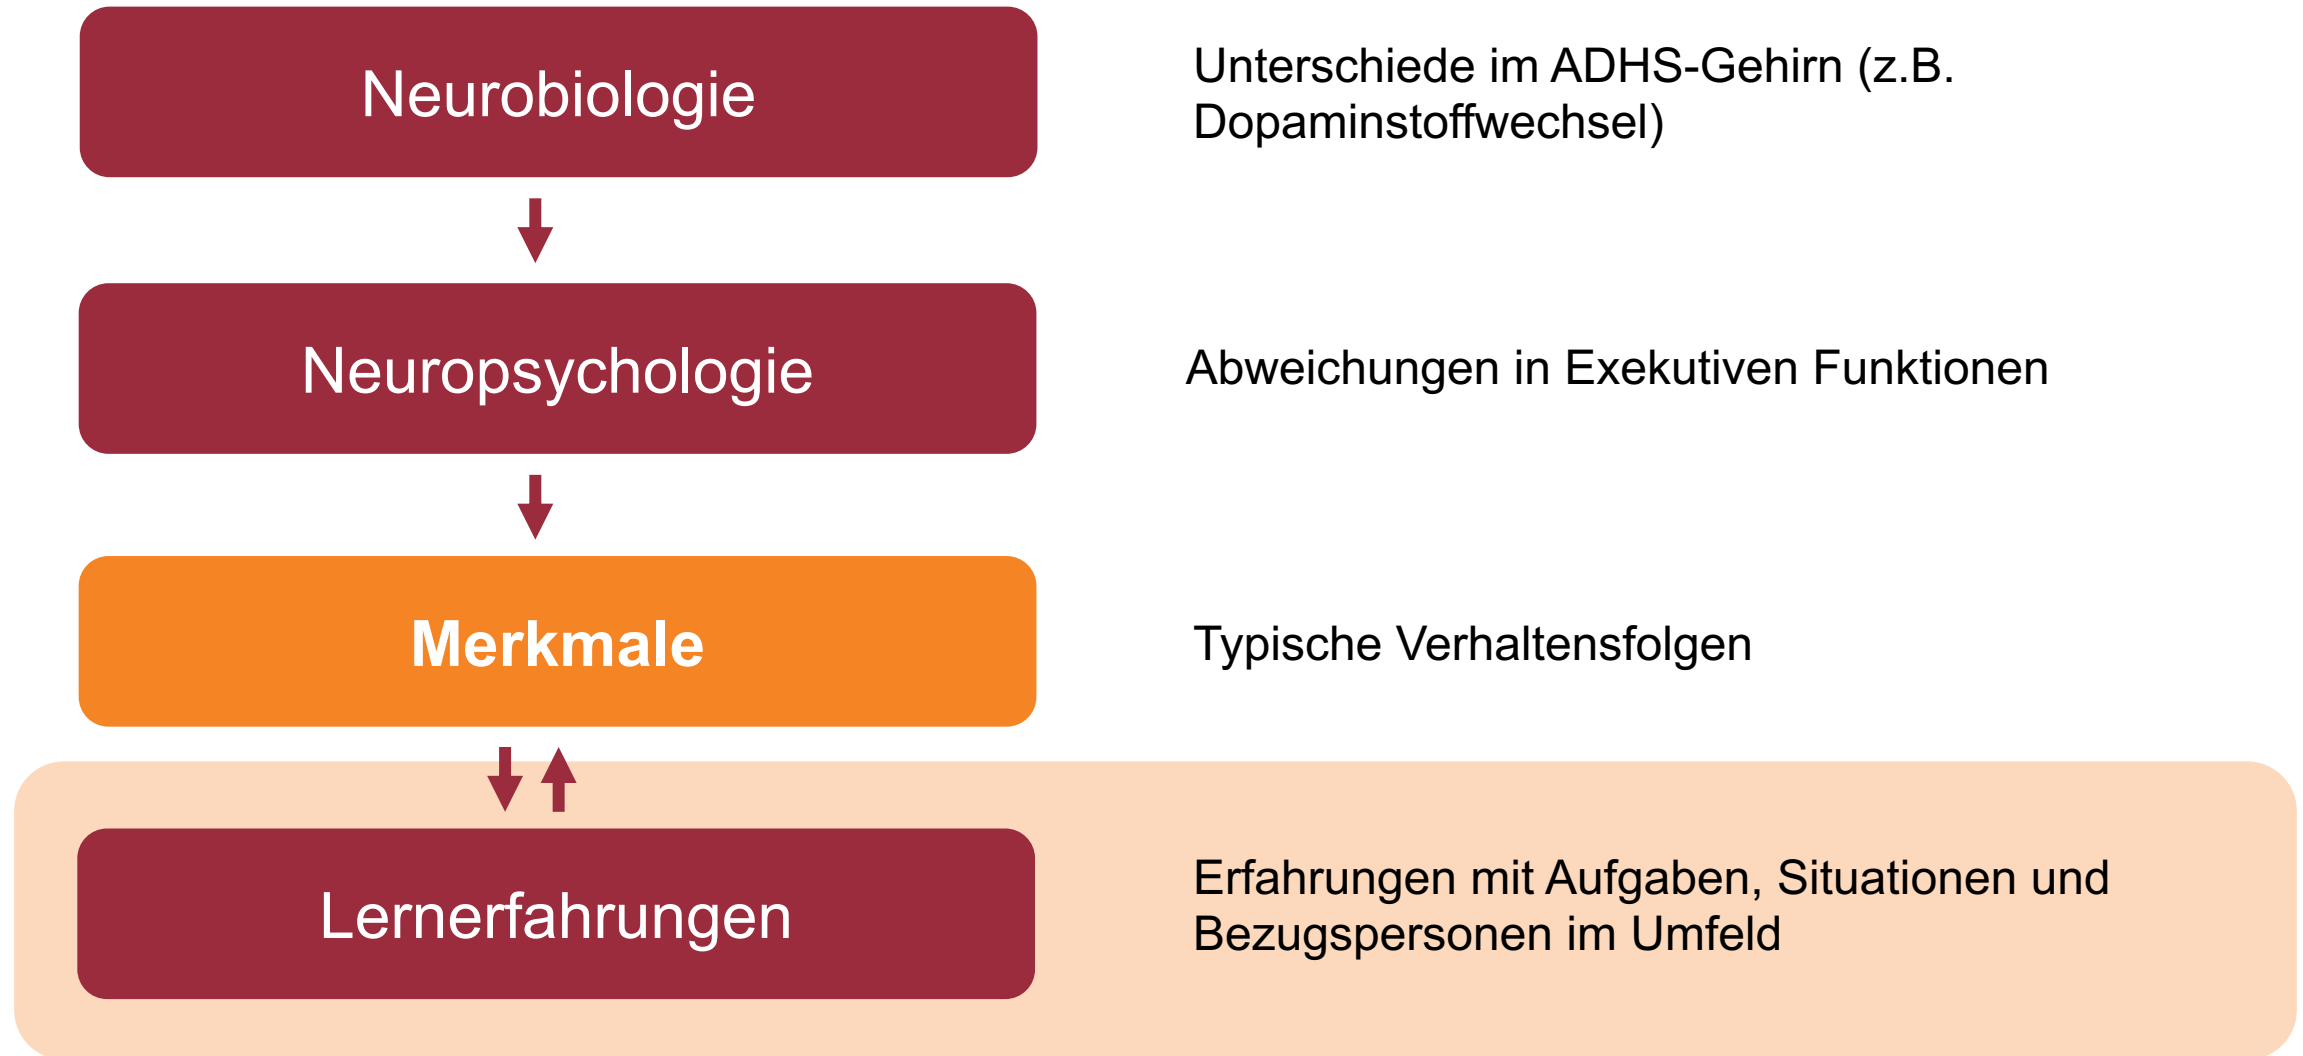 Neurobiologie
Unterschiede im ADHS-Gehirn (z.B.
Dopaminstoffwechsel)
Neuropsychologie
Abweichungen in Exekutiven Funktionen
Merkmale
Typische Verhaltensfolgen
Lernerfahrungen
Erfahrungen mit Aufgaben, Situationen und
Bezugspersonen im Umfeld